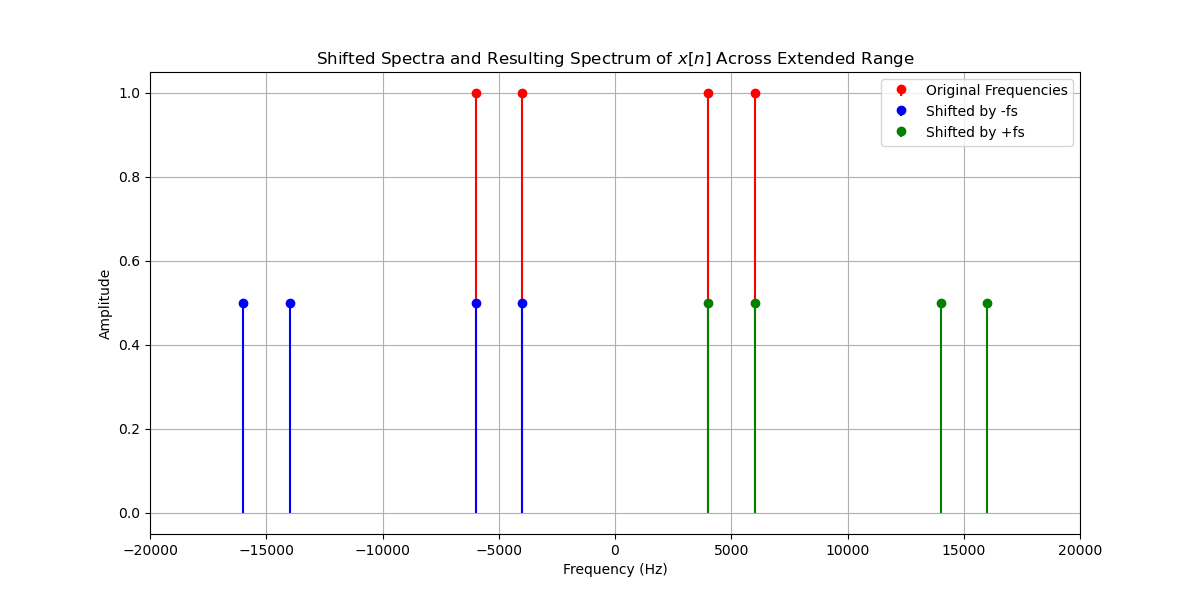 Shifted Spectra and Resulting Spectrum of x[n] Across Extended Range
Original Frequencies
Shifted by -fs
Shifted by +fs
1.0
0.8
0.6
0.4
0.2
0.0
Amplitude
−20000 −15000 −10000 −5000 0 5000 10000 15000 20000
Frequency (Hz)